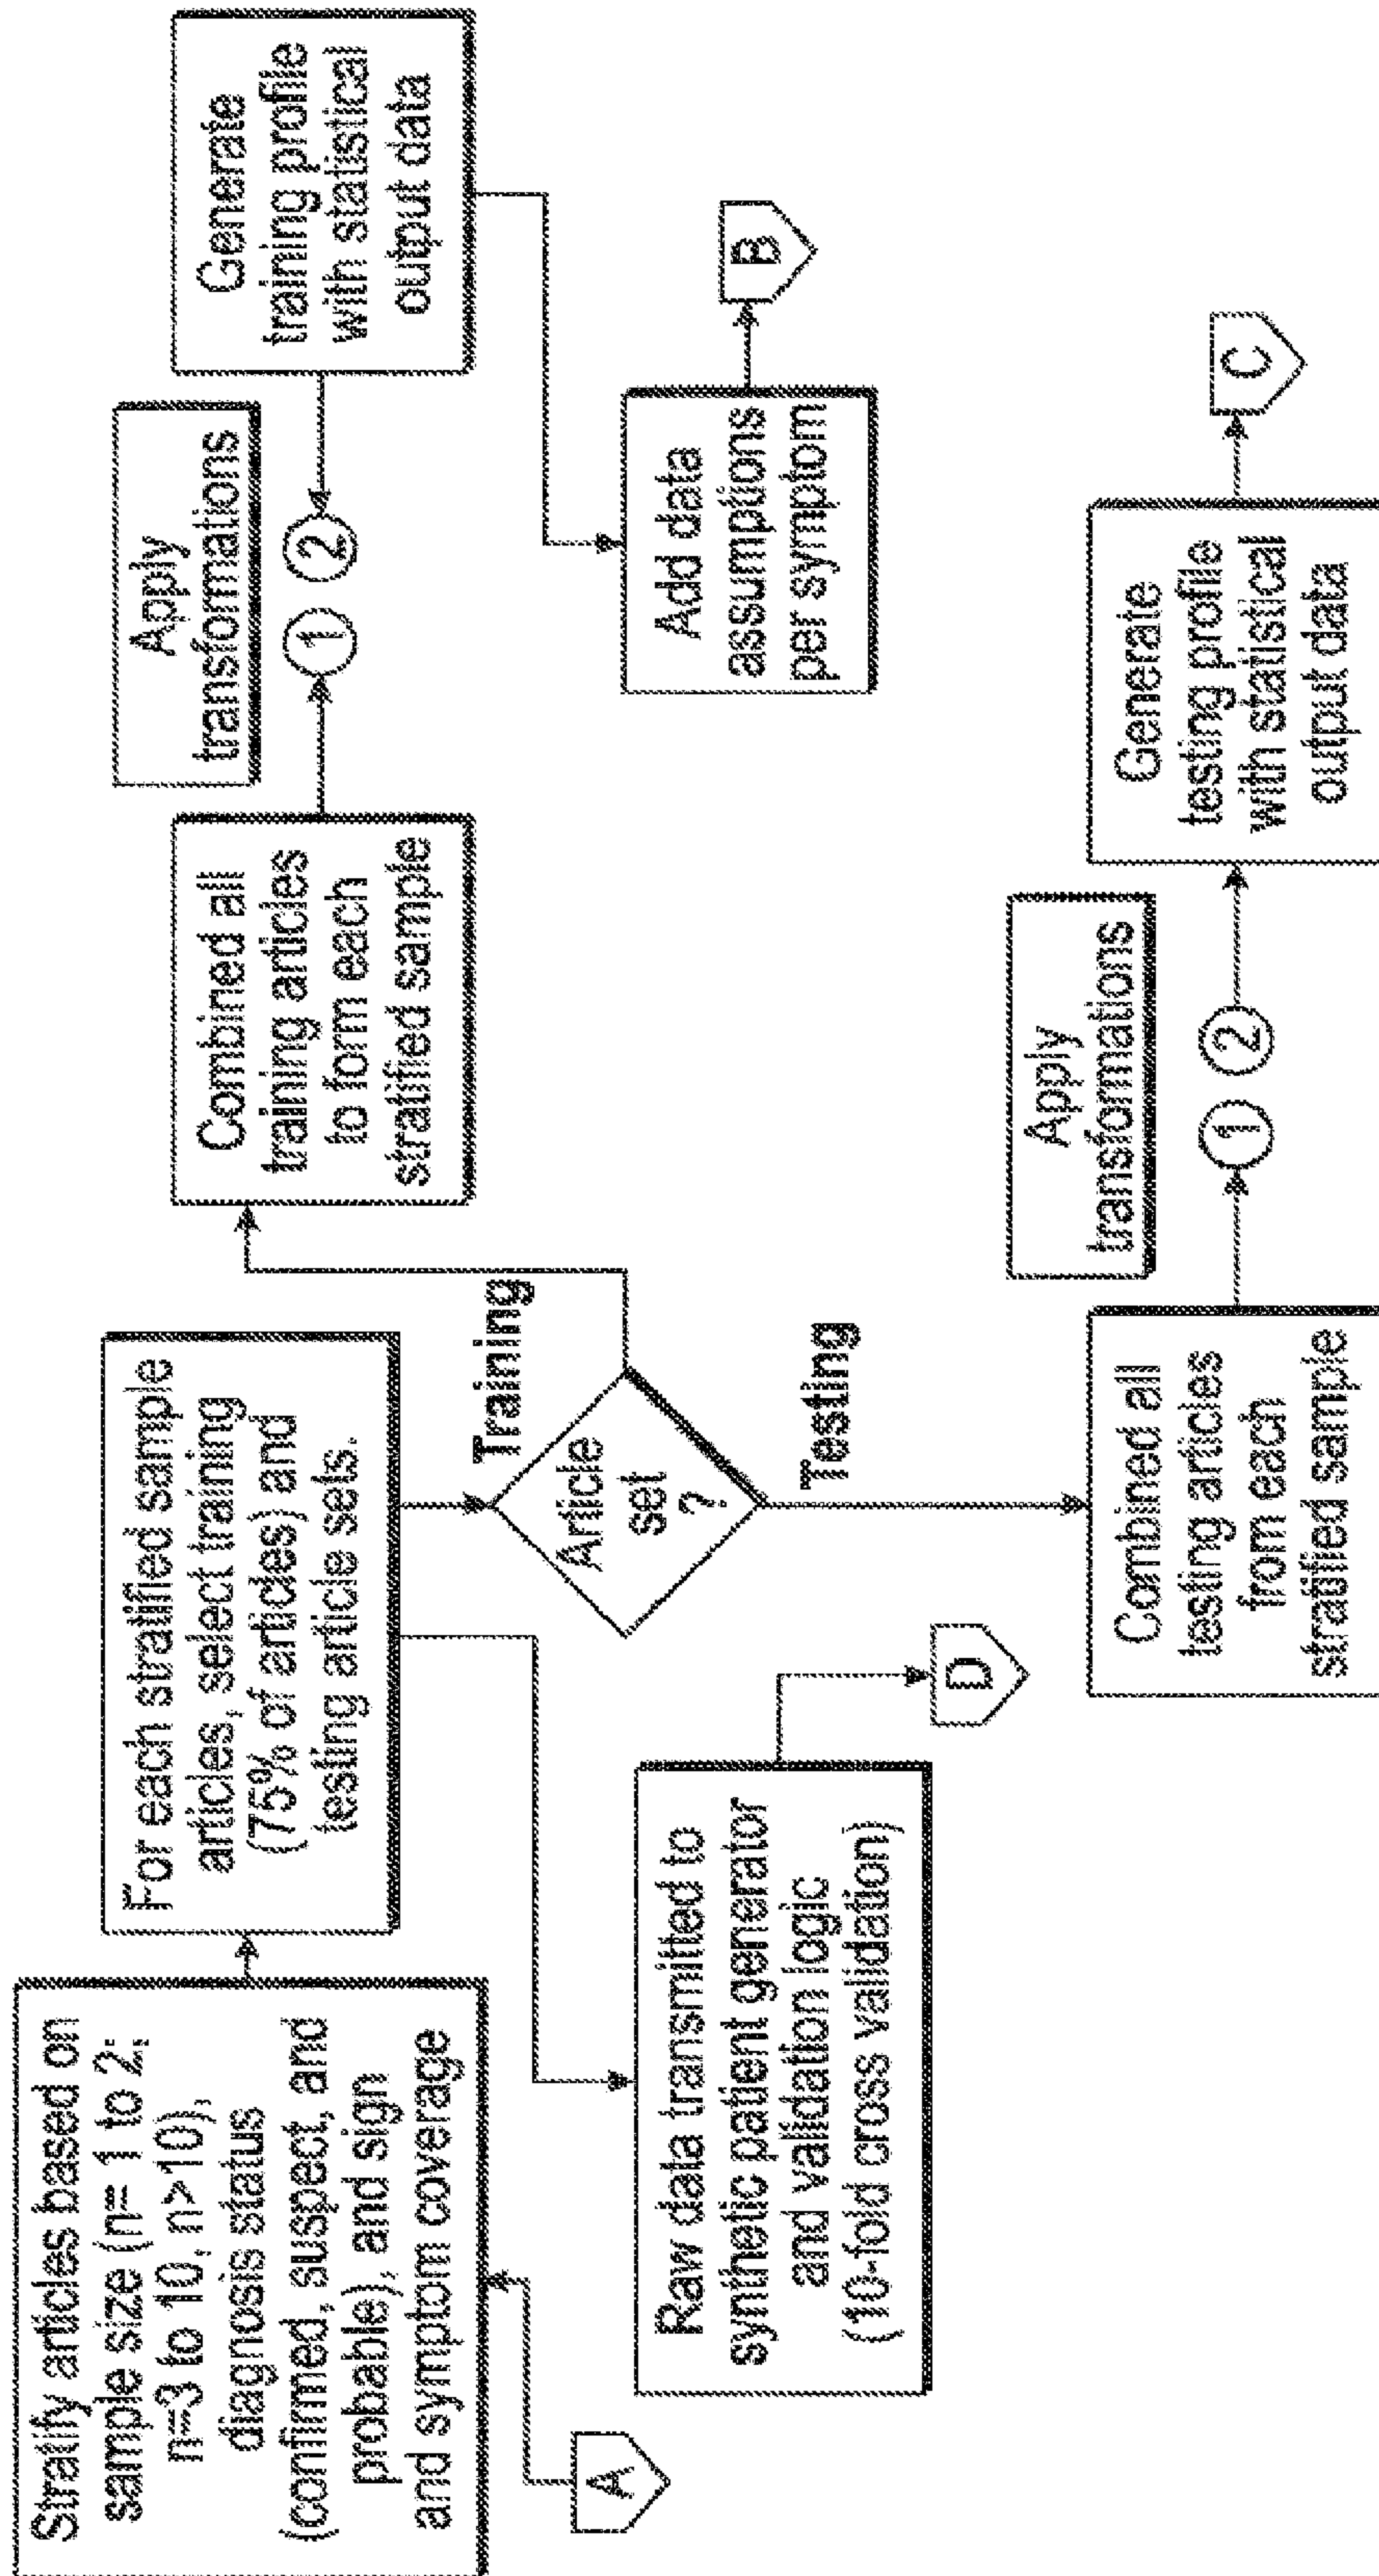 Stratify articles based on
sample size (n= 1 to 2,
n=3 to 10, n>10),
diagnosis status
(confirmed, suspect, and
probable), and sign
and symptom coverage
A
For each stratified sample
articles, select training
(75% of articles) and
testing article sets.
Raw data transmitted to
synthetic patient generator
and validation logic
(10-fold cross validation)
D
Article
set
?
Training
Testing
Combined all
training articles
to form each
stratified sample
Apply
transformations
1
2
Generate
training profile
with statistical
output data
Add data
assumptions
per symptom
B
Combined all
testing articles
from each
stratified sample
Apply
transformations
1
2
Generate
testing profile
with statistical
output data
C